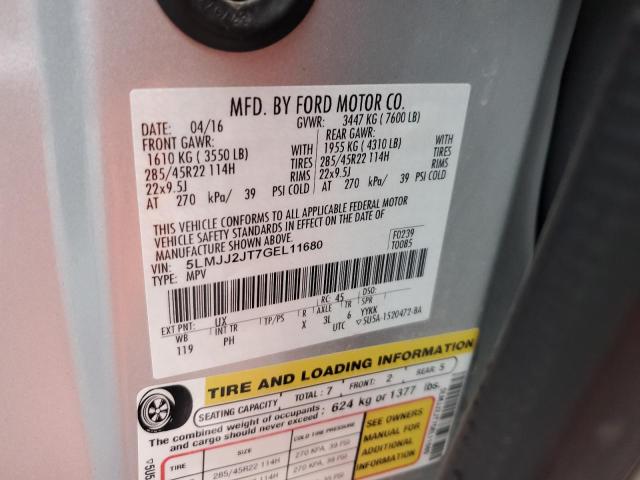 MFD. BY FORD MOTOR CO.
DATE: 04/16 GVWR: 3447 KG ( 7600 LB)
FRONT GAWR: REAR GAWR:
1610 KG ( 3550 LB) WITH 1955 KG ( 4310 LB) WITH
285/45R22 114H TIRES 285/45R22 114H TIRES
22x9.5J RIMS 22x9.5J RIMS
AT 270 kPa/ 39 PSI COLD AT 270 kPa/ 39 PSI COLD
THIS VEHICLE CONFORMS TO ALL APPLICABLE FEDERAL MOTOR
VEHICLE SAFETY STANDARDS IN EFFECT ON THE DATE OF
MANUFACTURE SHOWN ABOVE. F0239
VIN: 5LMJJ2JT7GEL11680 T0085
TYPE: MPV
EXT PNT: UX RC: 45 DSO:
WB INT TR TP/PS R AXLE TR SPR
119 PH X 3L 6 YYKK
UTC ▽5U5A-1520472-BA
TIRE AND LOADING INFORMATION
SEATING CAPACITY TOTAL: 7 FRONT: 2 REAR: 5
The combined weight of occupants and cargo should never exceed: 624 kg or 1377 lbs.
TIRE SIZE COLD TIRE PRESSURE
285/45R22 114H 270 KPA, 39 PSI
SEE OWNERS
MANUAL FOR
ADDITIONAL
INFORMATION
▽5U5